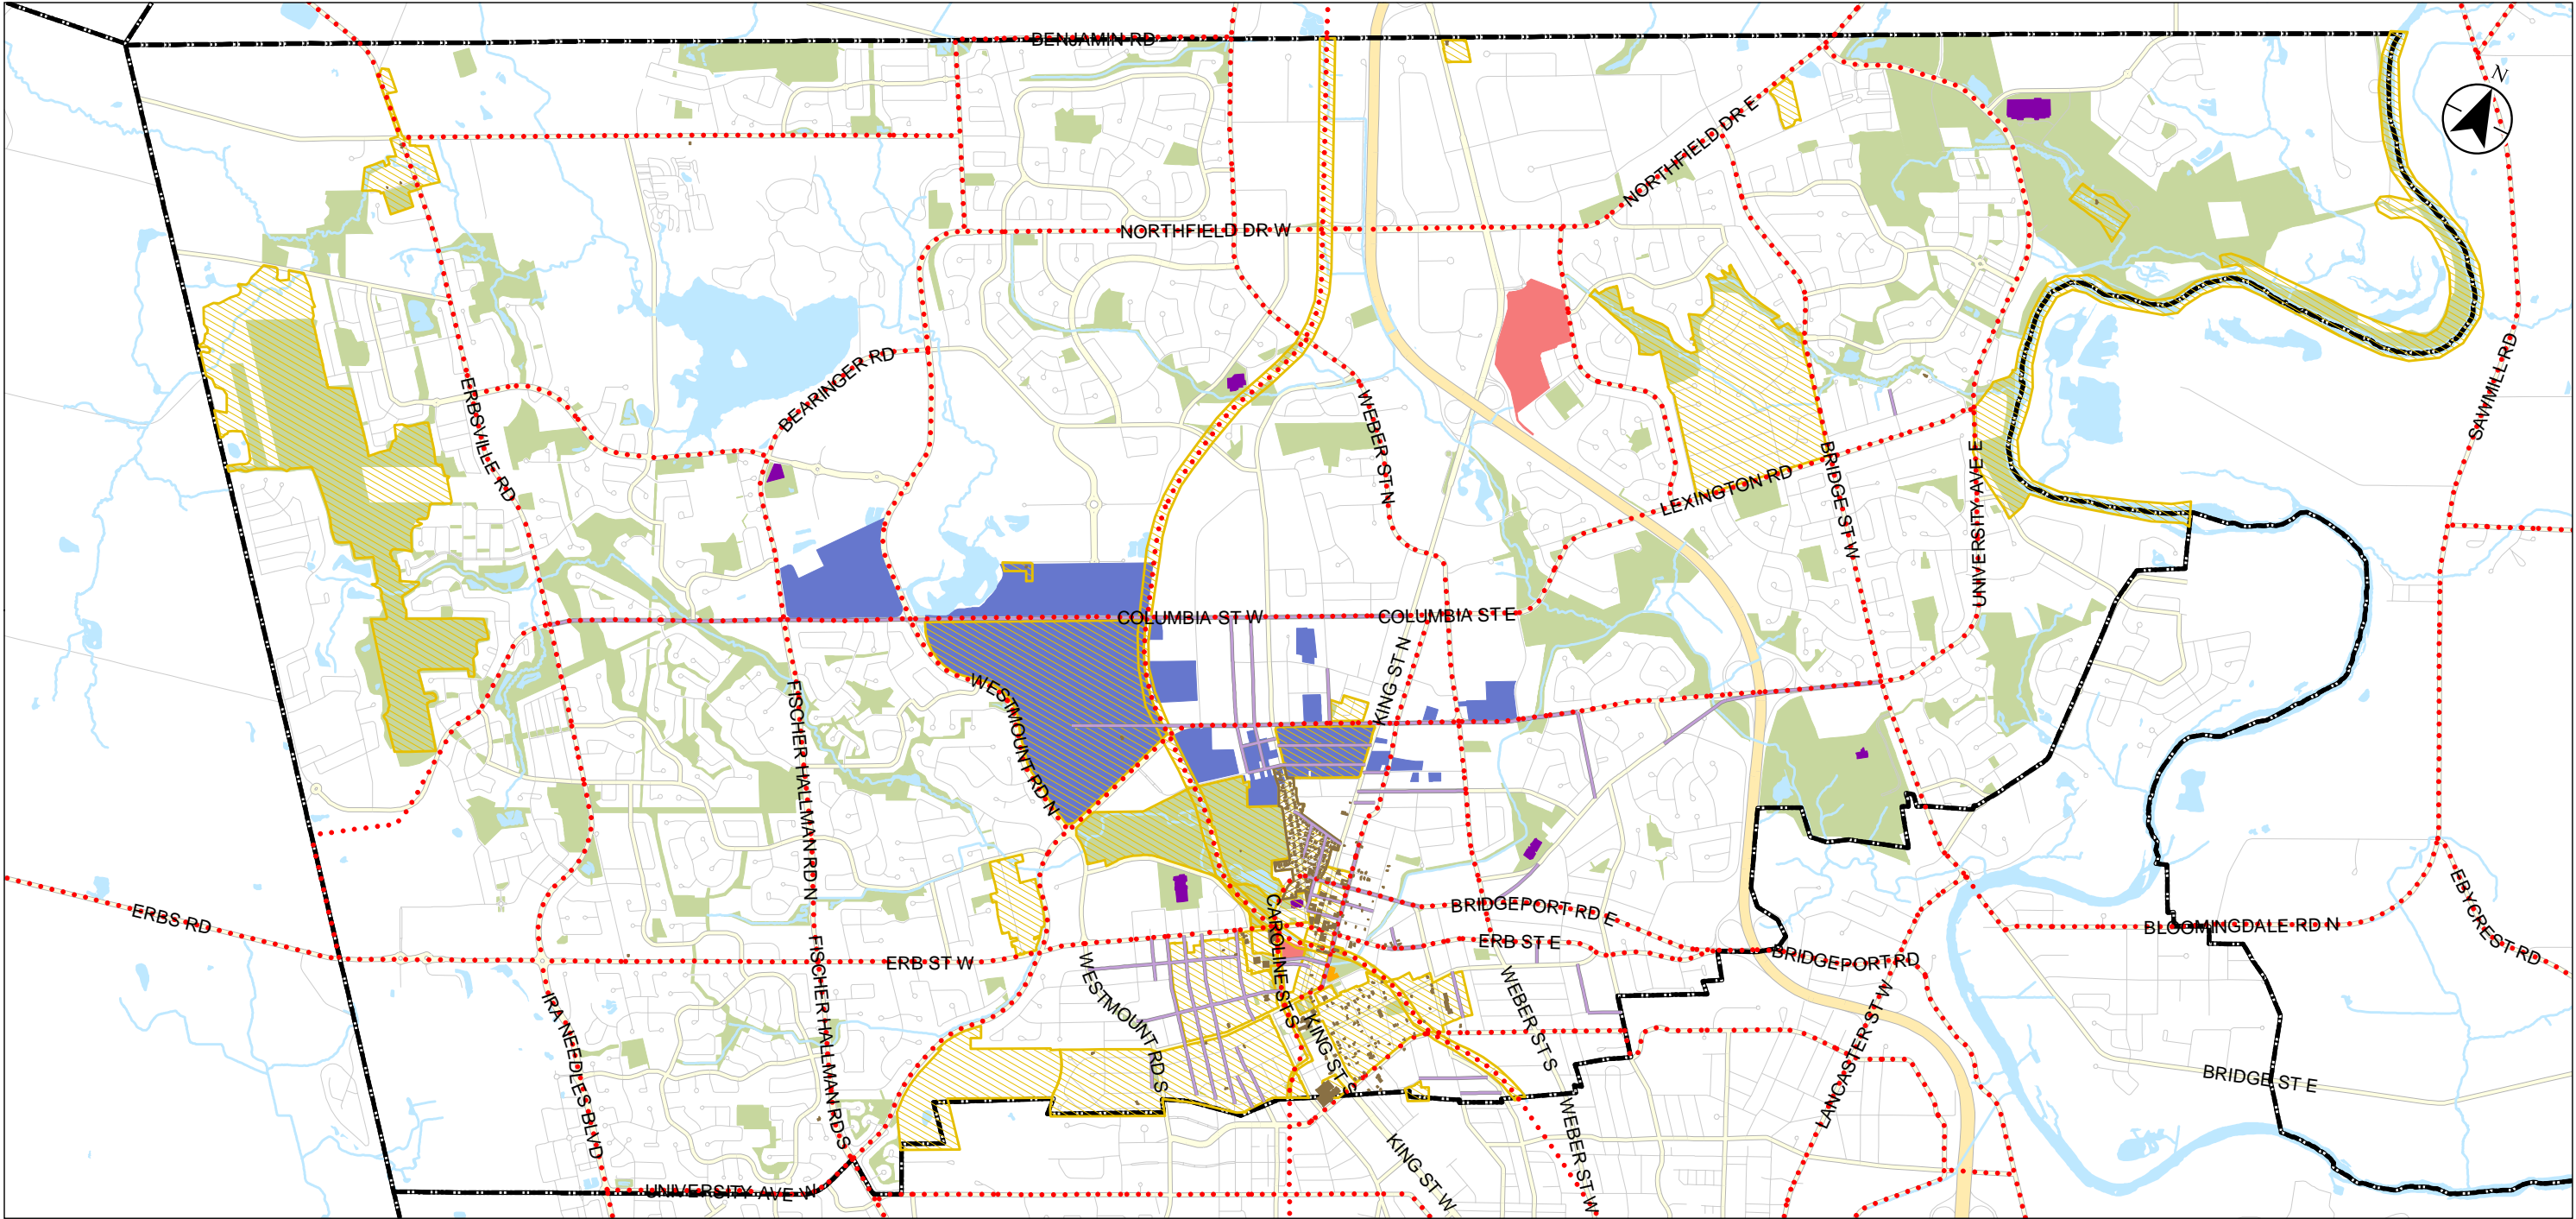 BENJAMIN RD
N
NORTHFIELD DR E
NORTHFIELD DR W
BEARINGER RD
ERBSVILLE RD
WEBER ST N
SAWMILL RD
LEXINGTON RD
BRIDGE ST W
UNIVERSITY AVE E
COLUMBIA ST W
COLUMBIA ST E
KING ST N
WESTMOUNT RD N
FISCHER HALLMAN RD N
CAROLINE ST S
BRIDGEPORT RD E
ERBS RD
ERB ST W
ERB ST E
BRIDGEPORT RD
BLOOMINGDALE RD N
EBYCREST RD
FISCHER HALLMAN RD S
IRA NEEDLES BLVD
WESTMOUNT RD S
KING ST S
WEBER ST S
LANCASTER ST W
BRIDGE ST E
UNIVERSITY AVE W
KING ST W
WEBER ST W